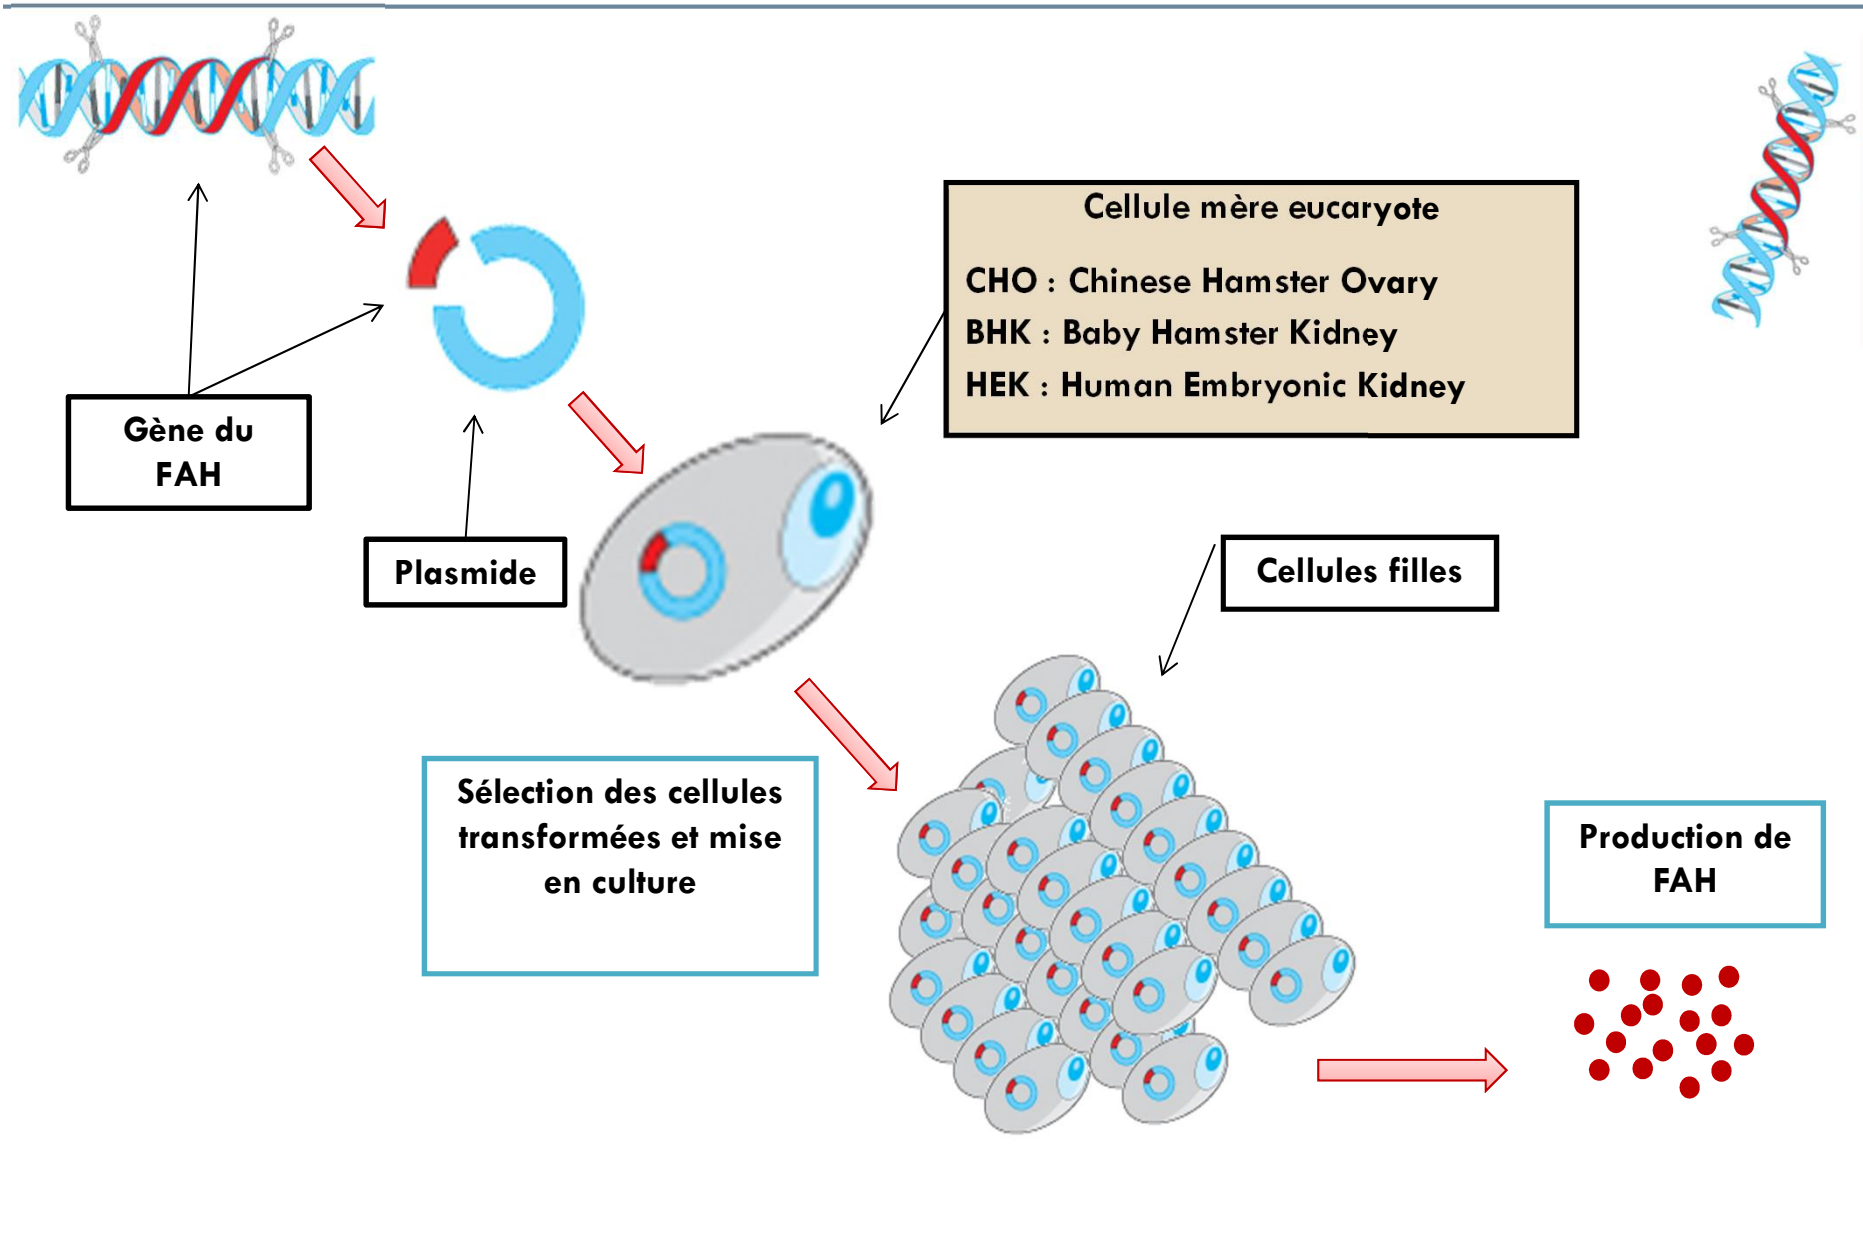 Cellule mère eucaryote
CHO : Chinese Hamster Ovary
BHK : Baby Hamster Kidney
HEK : Human Embryonic Kidney
Gène du
FAH
Plasmide
Cellules filles
Sélection des cellules
transformées et mise
en culture
Production de
FAH